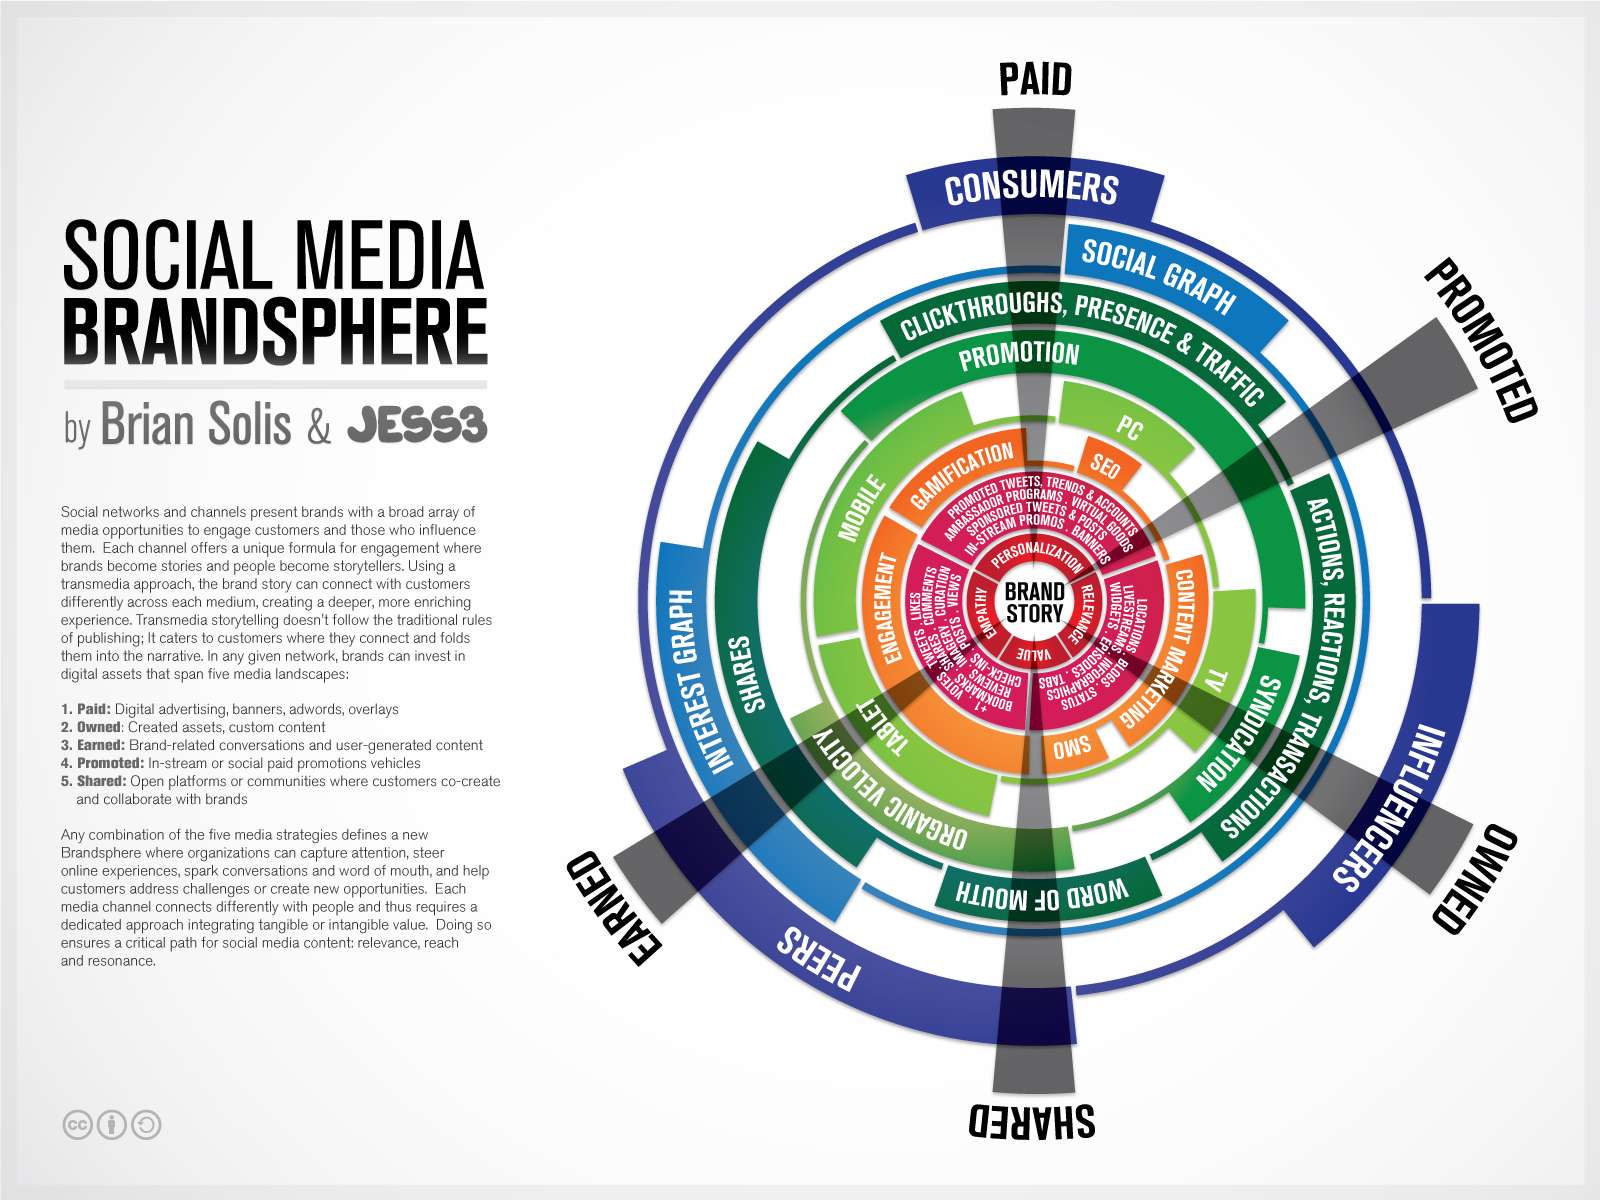 SOCIAL MEDIA
BRANDSPHERE
by Brian Solis & JESS3
Social networks and channels present brands with a broad array of
media opportunities to engage customers and those who influence
them. Each channel offers a unique formula for engagement where
brands become stories and people become storytellers. Using a
transmedia approach, the brand story can connect with customers
differently across each medium, creating a deeper, more enriching
experience. Transmedia storytelling doesn't follow the traditional rules
of publishing; It caters to customers where they connect and folds
them into the narrative. In any given network, brands can invest in
digital assets that span five media landscapes:
1. Paid: Digital advertising, banners, adwords, overlays
2. Owned: Created assets, custom content
3. Earned: Brand-related conversations and user-generated content
4. Promoted: In-stream or social paid promotions vehicles
5. Shared: Open platforms or communities where customers co-create
and collaborate with brands
Any combination of the five media strategies defines a new
Brandsphere where organizations can capture attention, steer
online experiences, spark conversations and word of mouth, and help
customers address challenges or create new opportunities. Each
media channel connects differently with people and thus requires a
dedicated approach integrating tangible or intangible value. Doing so
ensures a critical path for social media content: relevance, reach
and resonance.
cc
PAID
PROMOTED
OWNED
SHARED
EARNED
CONSUMERS
INFLUENCERS
PEERS
SOCIAL GRAPH
INTEREST GRAPH
CLICKTHROUGHS, PRESENCE & TRAFFIC
ACTIONS, REACTIONS, TRANSACTIONS
WORD OF MOUTH
SHARES
PROMOTION
SYNDICATION
ORGANIC VELOCITY
PC
TV
TABLET
MOBILE
GAMIFICATION
SEO
CONTENT MARKETING
SMO
ENGAGEMENT
PROMOTED TWEETS, TRENDS & ACCOUNTS
AMBASSADOR PROGRAMS . VIRTUAL GOODS
SPONSORED TWEETS & POSTS
IN-STREAM PROMOS . BANNERS
LOCATIONS . BLOGS . STATUS
LIVESTREAMS . INFOGRAPHICS
WIDGETS . EPISODES . TABS
TWEETS . COMMENTS . LIKES
SHARES . CURATION
IMAGERY . POSTS . VIEWS
VOTES
+1
BOOKMARKS
REVIEWS
CHECK-INS
PERSONALIZATION
RELEVANCE
VALUE
EMPATHY
BRAND
STORY